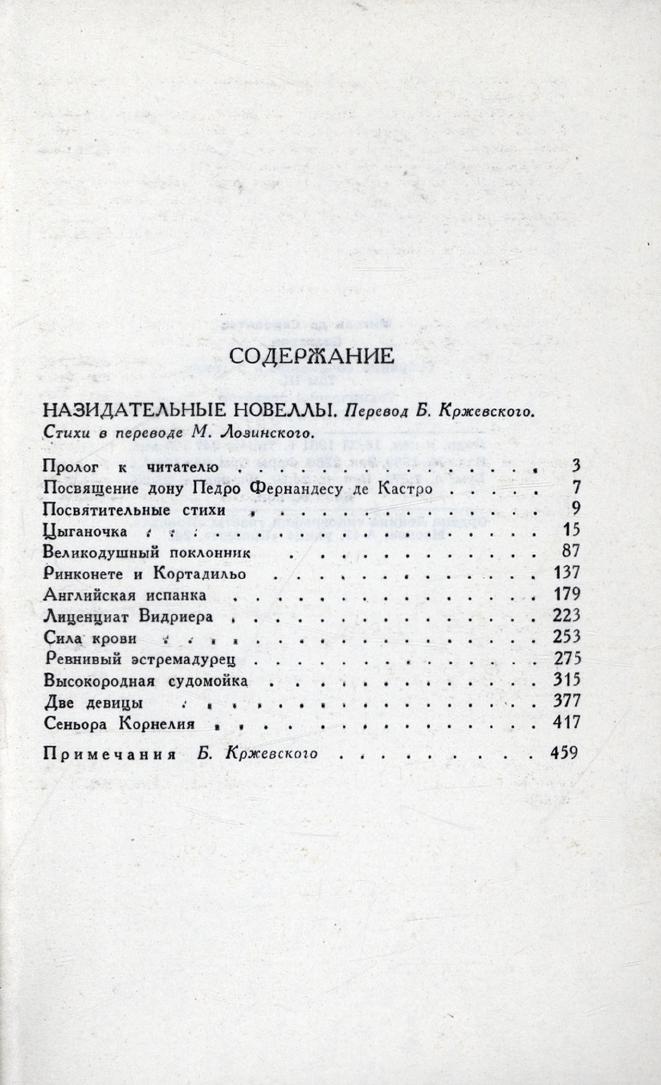 СОДЕРЖАНИЕ
НАЗИДАТЕЛЬНЫЕ НОВЕЛЛЫ. Перевод Б. Кржевского.
Стихи в переводе М. Лозинского.
Пролог к читателю . . . . . . . . . . . . . 3
Посвящение дону Педро Фернандесу де Кастро . . . . . 7
Посвятительные стихи . . . . . . . . . . . . 9
Цыганочка . . . . . . . . . . . . . . . 15
Великодушный поклонник . . . . . . . . . . 87
Ринконете и Кортадильо . . . . . . . . . . . 137
Английская испанка . . . . . . . . . . . . 179
Лиценциат Видриера . . . . . . . . . . . . 223
Сила крови . . . . . . . . . . . . . . . 253
Ревнивый эстремадурец . . . . . . . . . . . 275
Высокородная судомойка . . . . . . . . . . . 315
Две девицы . . . . . . . . . . . . . . 377
Сеньора Корнелия . . . . . . . . . . . . . 417
Примечания Б. Кржевского . . . . . . . . . 459